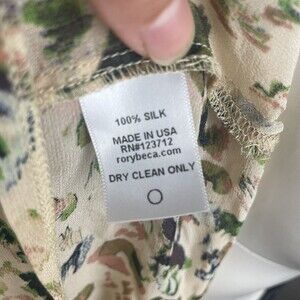 100% SILK
MADE IN USA
RN#123712
rorybeca.com
DRY CLEAN ONLY